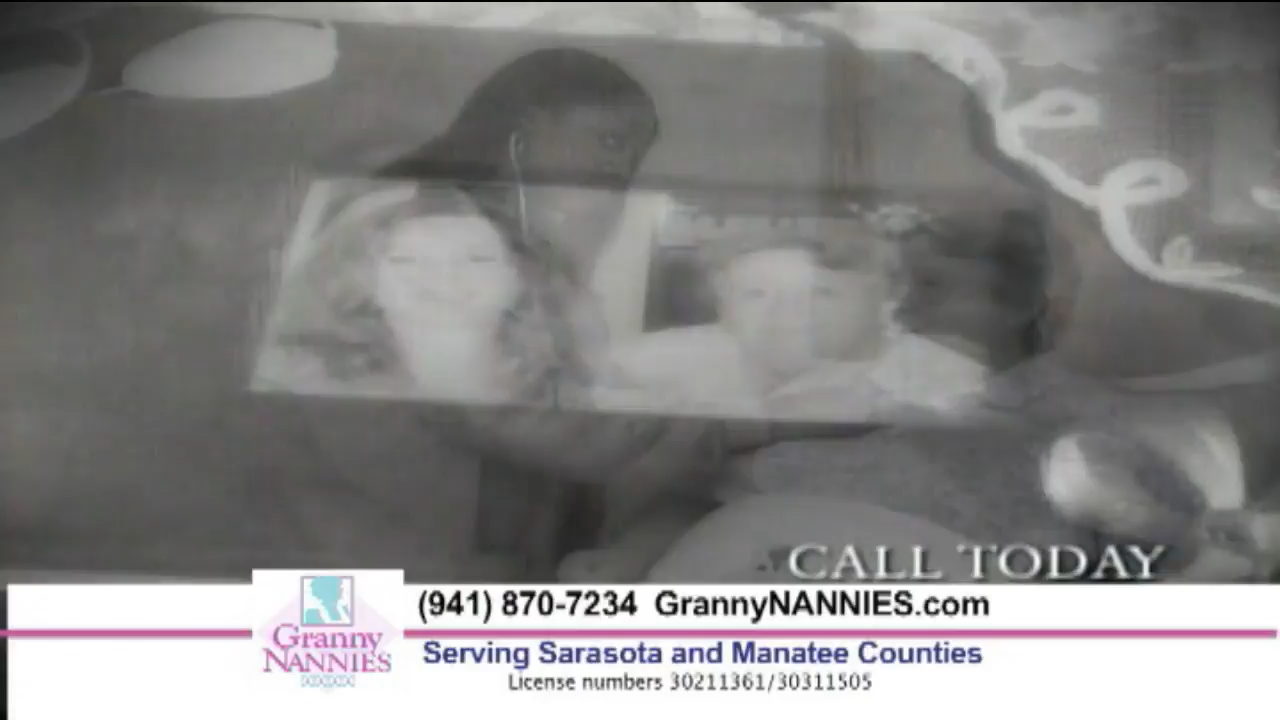 CALL TODAY
(941) 870-7234 GrannyNANNIES.com
Granny
NANNIES
Serving Sarasota and Manatee Counties
License numbers 30211361/30311505